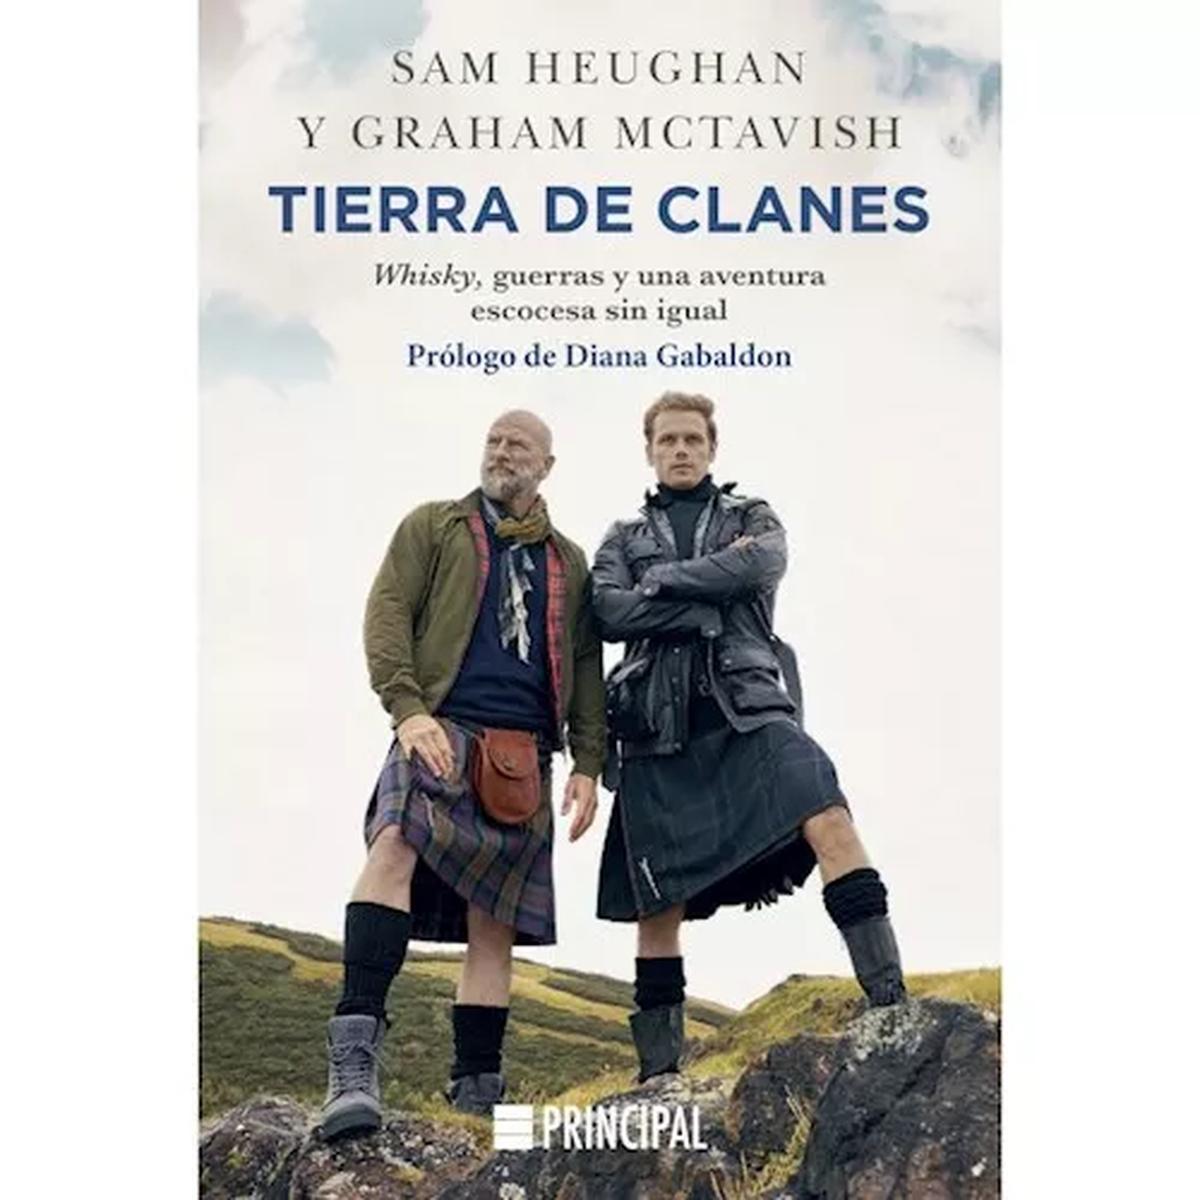 SAM HEUGHAN
Y GRAHAM MCTAVISH
TIERRA DE CLANES
Whisky, guerras y una aventura
escocesa sin igual
Prólogo de Diana Gabaldon
PRINCIPAL